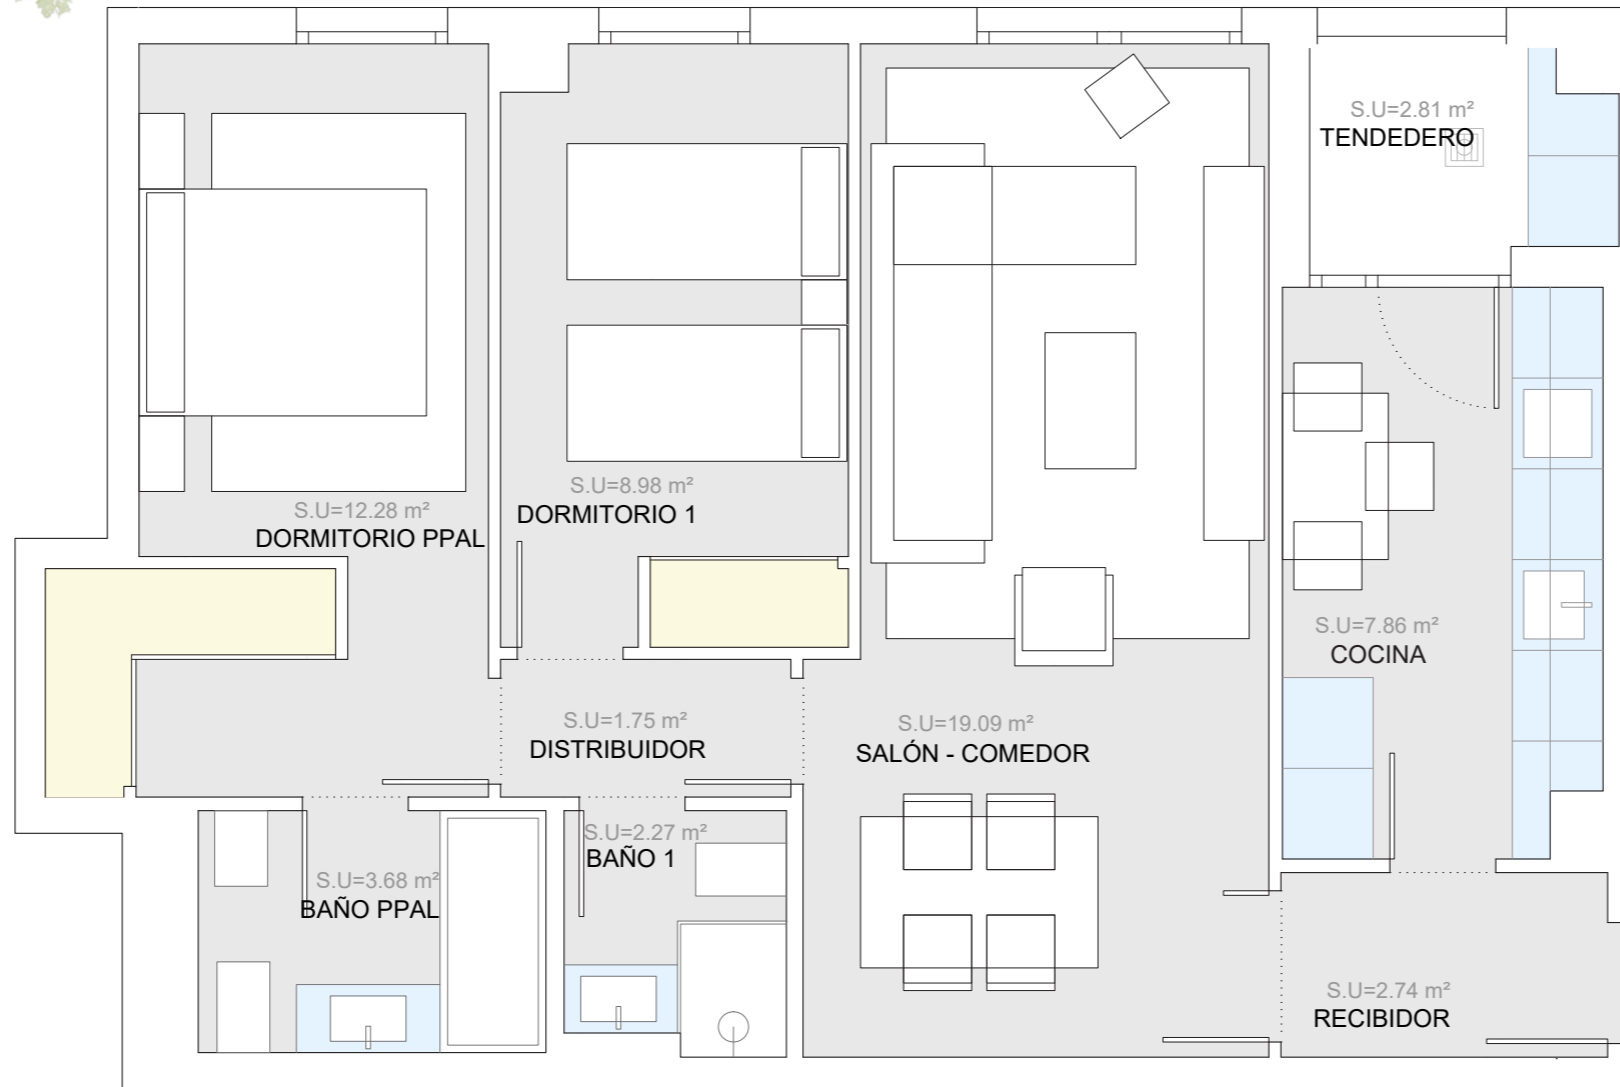 S.U=2.81 m²
TENDEDERO
S.U=12.28 m²
DORMITORIO PPAL
S.U=8.98 m²
DORMITORIO 1
S.U=7.86 m²
COCINA
S.U=1.75 m²
DISTRIBUIDOR
S.U=19.09 m²
SALÓN - COMEDOR
S.U=3.68 m²
BAÑO PPAL
S.U=2.27 m²
BAÑO 1
S.U=2.74 m²
RECIBIDOR